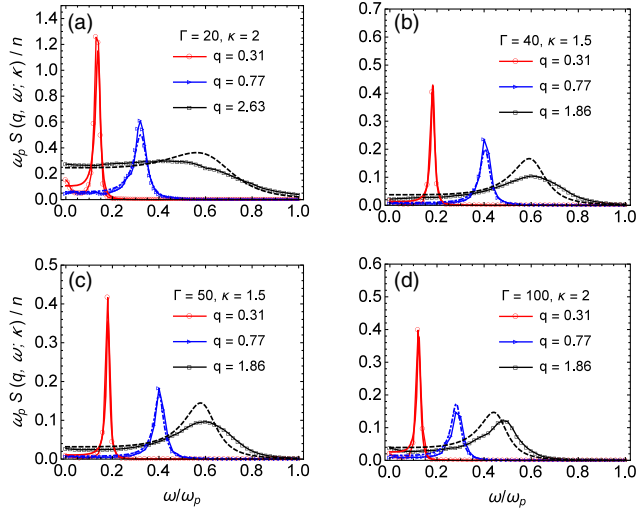 (a)
Γ = 20, κ = 2
q = 0.31
q = 0.77
q = 2.63
ωₚ S (q, ω; κ) / n
1.4
1.2
1.0
0.8
0.6
0.4
0.2
0.0
0.0 0.2 0.4 0.6 0.8 1.0
(b)
Γ = 40, κ = 1.5
q = 0.31
q = 0.77
q = 1.86
0.6
0.5
0.4
0.3
0.2
0.1
0.0
0.0 0.2 0.4 0.6 0.8 1.0
(c)
Γ = 50, κ = 1.5
q = 0.31
q = 0.77
q = 1.86
ωₚ S (q, ω; κ) / n
0.5
0.4
0.3
0.2
0.1
0.0
0.0 0.2 0.4 0.6 0.8 1.0
ω/ωₚ
(d)
Γ = 100, κ = 2
q = 0.31
q = 0.77
q = 1.86
0.6
0.5
0.4
0.3
0.2
0.1
0.0
0.0 0.2 0.4 0.6 0.8 1.0
ω/ωₚ